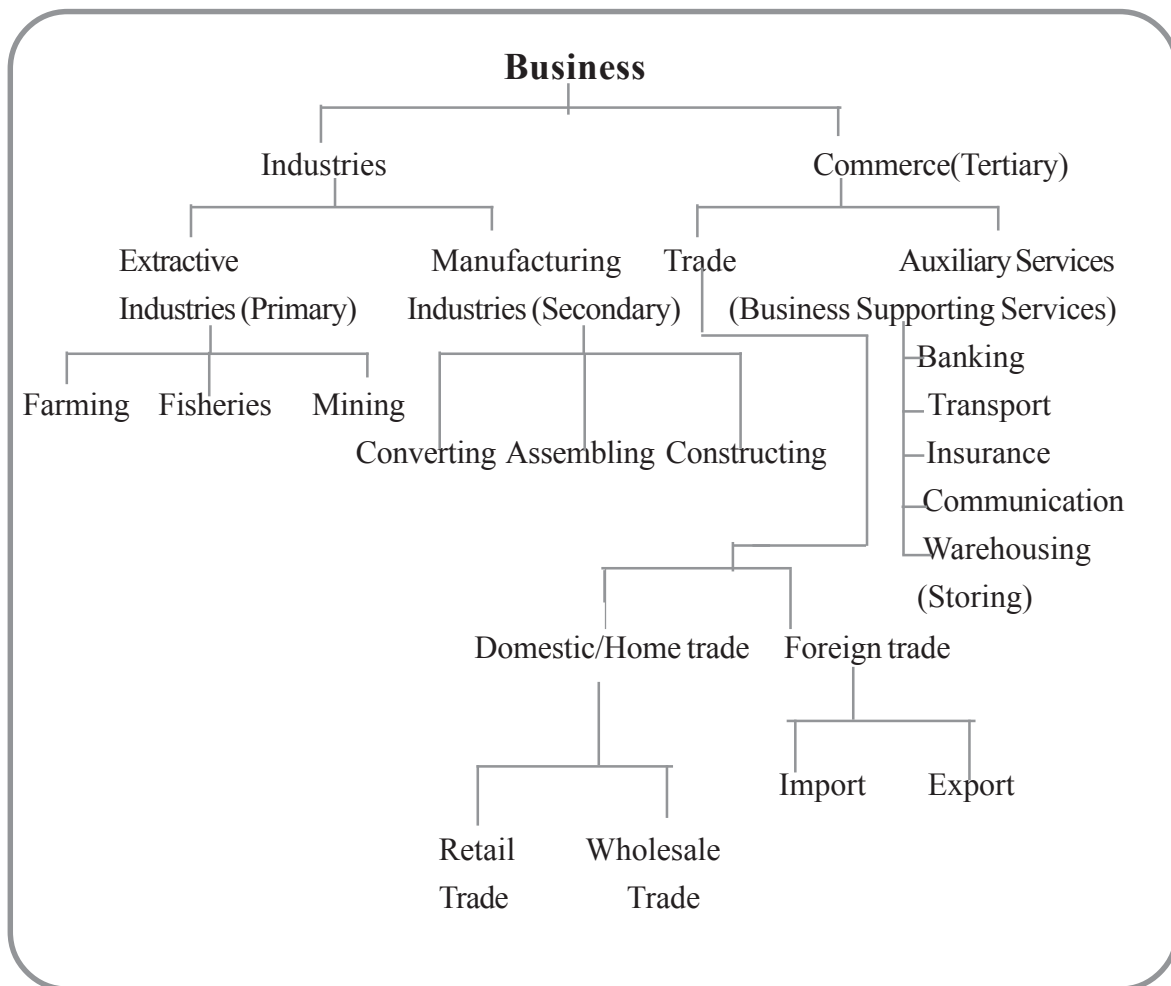 Business
Industries
Commerce(Tertiary)
Extractive
Industries (Primary)
Manufacturing
Industries (Secondary)
Trade
Auxiliary Services
(Business Supporting Services)
Farming
Fisheries
Mining
Converting
Assembling
Constructing
Banking
Transport
Insurance
Communication
Warehousing
(Storing)
Domestic/Home trade
Foreign trade
Import
Export
Retail
Trade
Wholesale
Trade